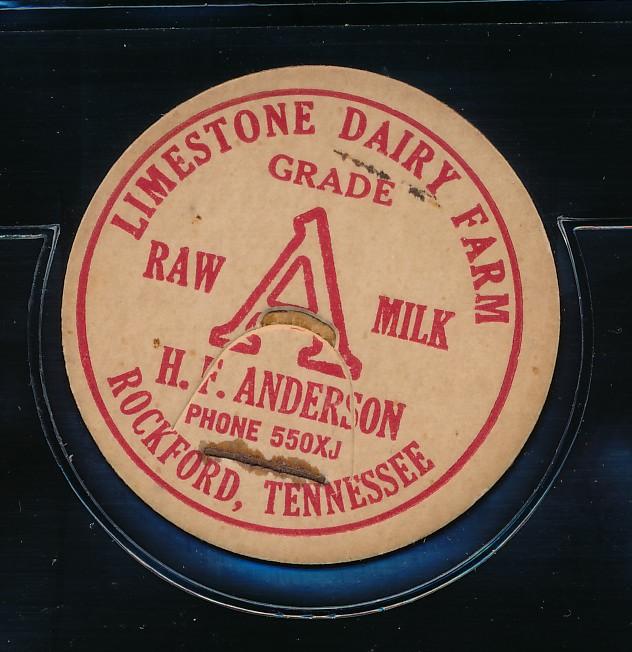 LIMESTONE DAIRY FARM
GRADE
A
RAW MILK
H. F. ANDERSON
PHONE 550XJ
ROCKFORD, TENNESSEE